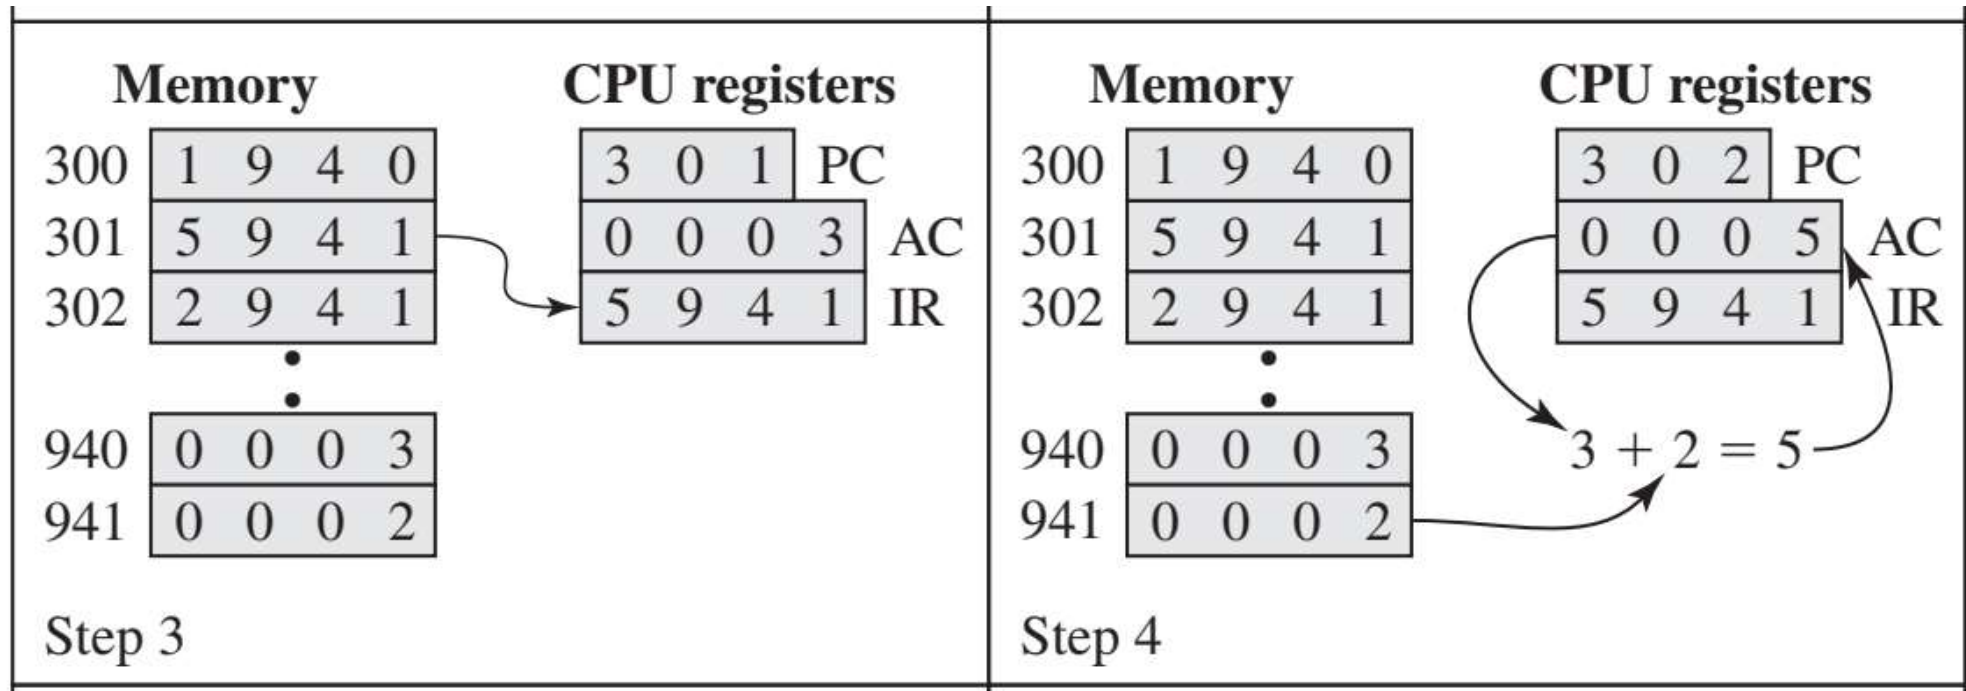 Memory CPU registers
300 1 9 4 0 3 0 1 PC
301 5 9 4 1 0 0 0 3 AC
302 2 9 4 1 5 9 4 1 IR
940 0 0 0 3
941 0 0 0 2
Step 3
Memory CPU registers
300 1 9 4 0 3 0 2 PC
301 5 9 4 1 0 0 0 5 AC
302 2 9 4 1 5 9 4 1 IR
940 0 0 0 3 3 + 2 = 5
941 0 0 0 2
Step 4